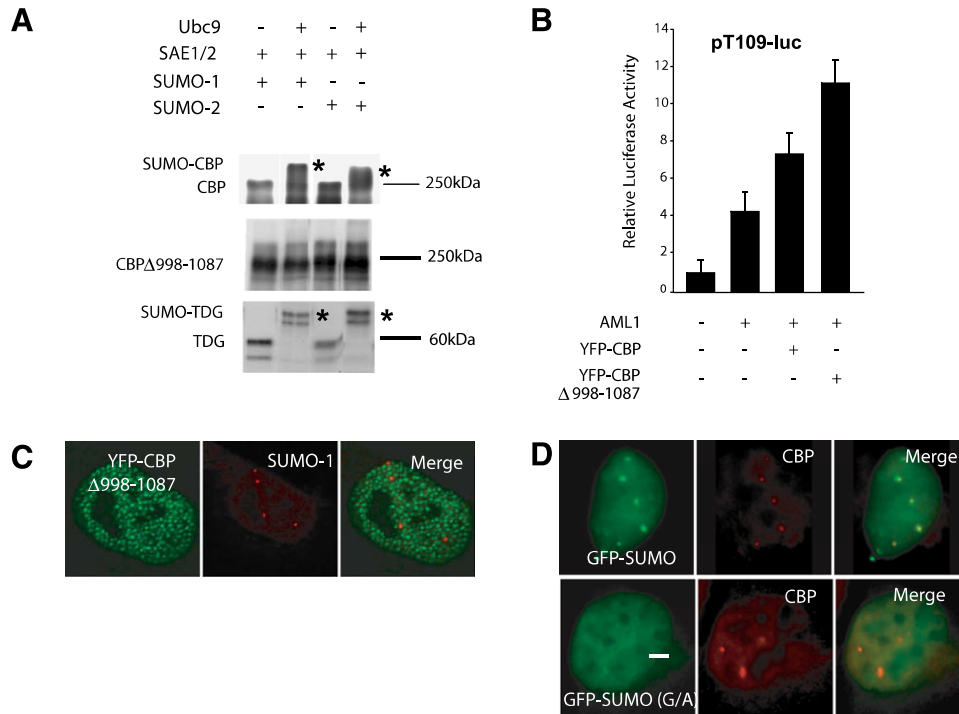 A
Ubc9 - + - +
SAE1/2 + + + +
SUMO-1 + + - -
SUMO-2 - - + +
SUMO-CBP * *
CBP 250kDa
CBPΔ998-1087 250kDa
SUMO-TDG * *
TDG 60kDa
B
pT109-luc
Relative Luciferase Activity
14
12
10
8
6
4
2
0
AML1 - + + +
YFP-CBP - - + -
YFP-CBP
Δ998-1087 - - - +
C
YFP-CBP
Δ998-1087
SUMO-1
Merge
D
GFP-SUMO
CBP
Merge
GFP-SUMO (G/A)
CBP
Merge